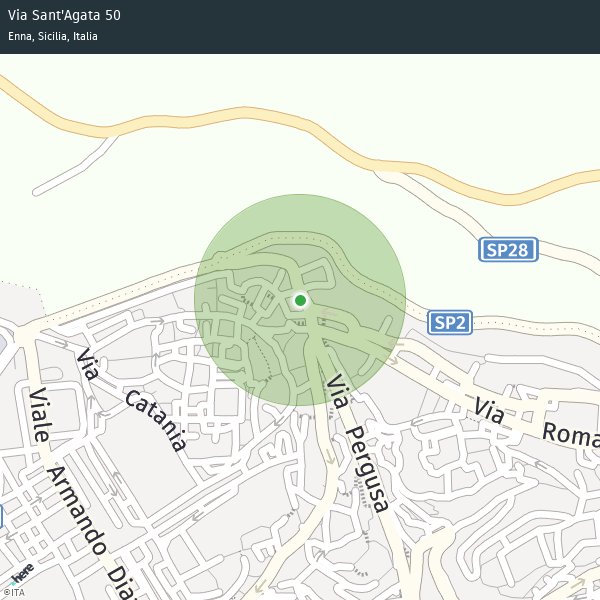 Via Sant'Agata 50
Enna, Sicilia, Italia
SP28
SP2
Via Catania
Viale Armando Diaz
Via Pergusa
Via Roma
here
©ITA